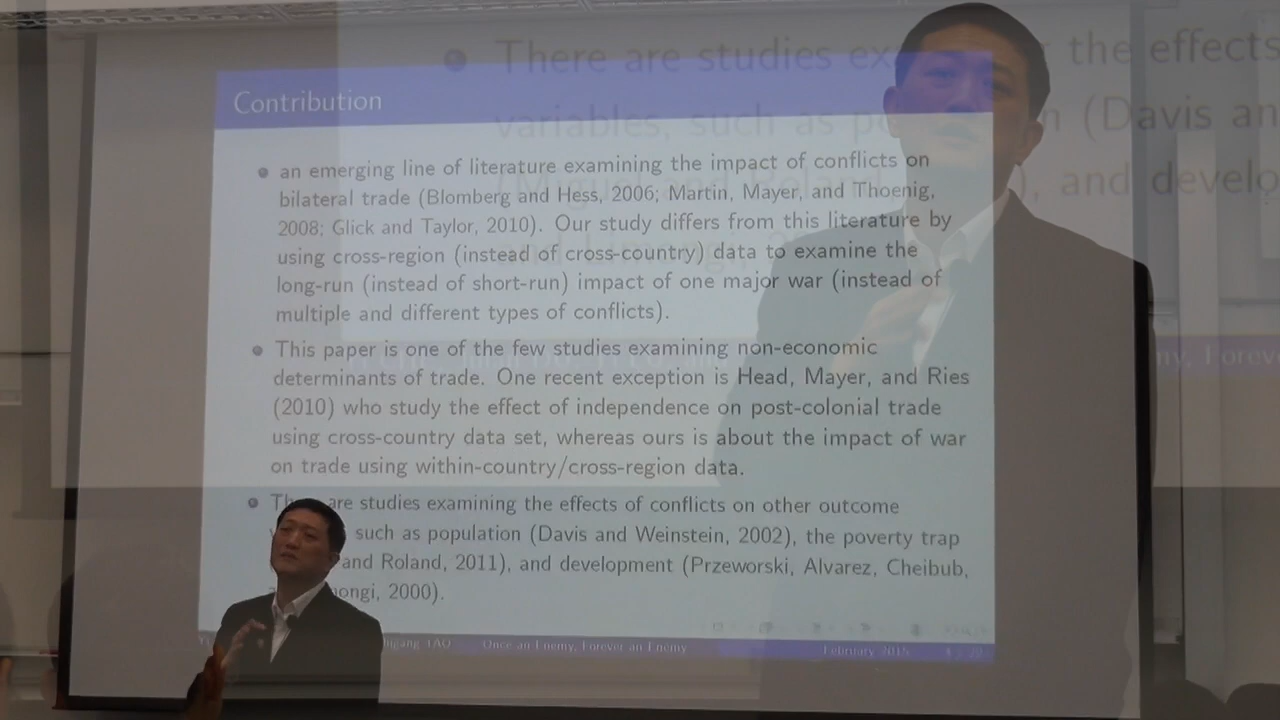 Contribution
an emerging line of literature examining the impact of conflicts on
bilateral trade (Blomberg and Hess, 2006; Martin, Mayer, and Thoenig,
2008; Glick and Taylor, 2010). Our study differs from this literature by
using cross-region (instead of cross-country) data to examine the
long-run (instead of short-run) impact of one major war (instead of
multiple and different types of conflicts).
This paper is one of the few studies examining non-economic
determinants of trade. One recent exception is Head, Mayer, and Ries
(2010) who study the effect of independence on post-colonial trade
using cross-country data set, whereas ours is about the impact of war
on trade using within-country/cross-region data.
are studies examining the effects of conflicts on other outcome
such as population (Davis and Weinstein, 2002), the poverty trap
and Roland, 2011), and development (Przeworski, Alvarez, Cheibub,
2000).
TAO Once an Enemy, Forever an Enemy February
There are studies the effects
variables, such as (Davis
and